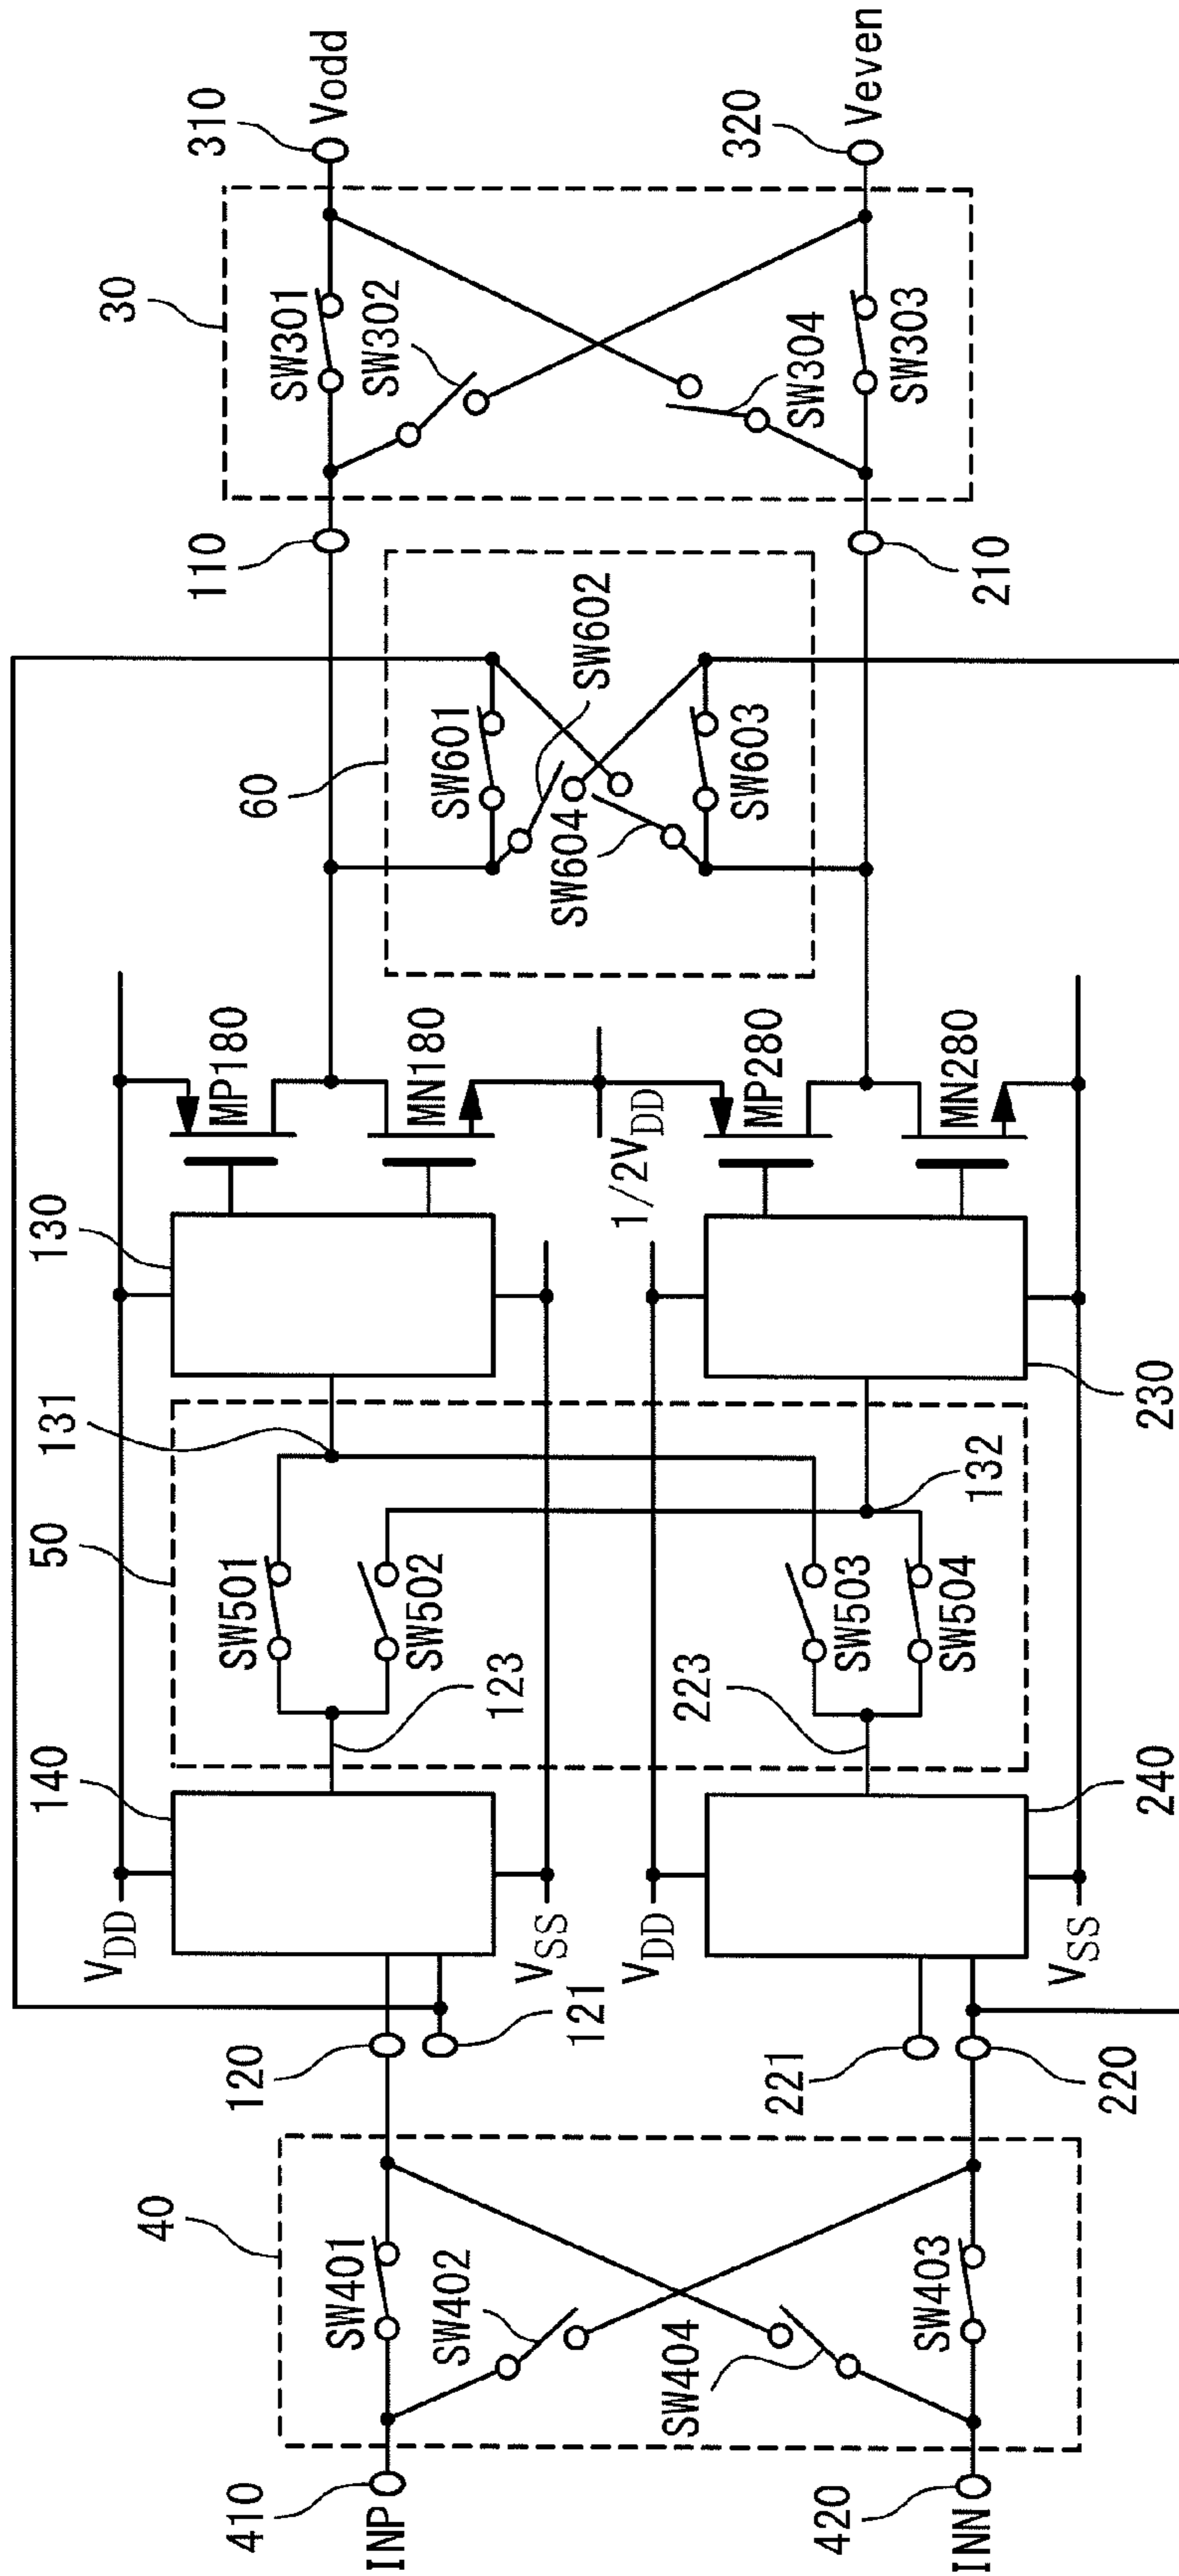 410
INP
40
SW401
SW402
SW404
SW403
INN
420
120
121
221
220
140
VDD
VSS
VDD
VSS
240
123
223
50
SW501
SW502
SW503
SW504
131
132
130
230
MP180
MN180
1/2VDD
MP280
MN280
60
SW601
SW602
SW604
SW603
110
210
30
SW301
SW302
SW304
SW303
310
Vodd
320
Veven